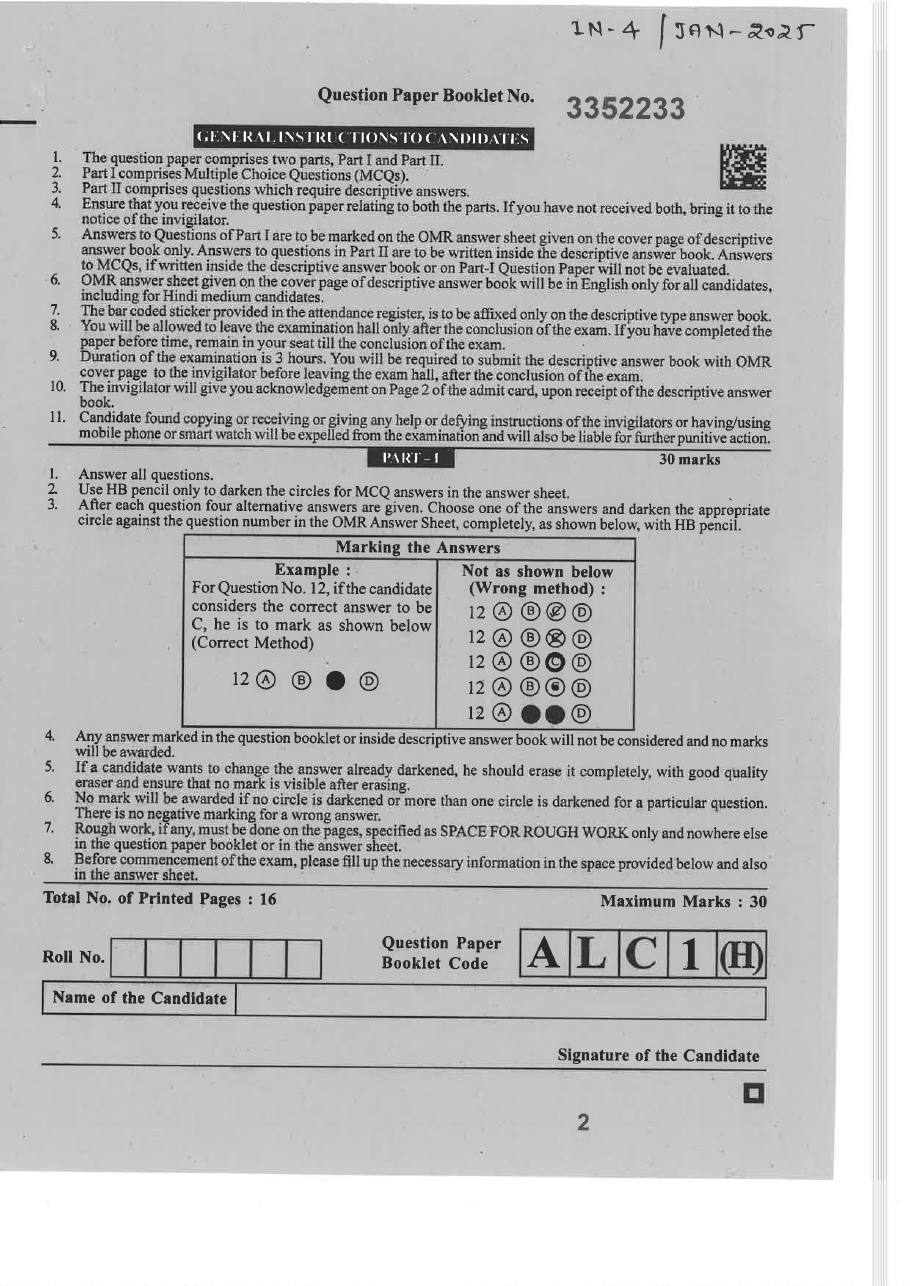 IN-4 | JAN-2025
Question Paper Booklet No. 3352233
GENERAL INSTRUCTIONS TO CANDIDATES
1. The question paper comprises two parts, Part I and Part II.
2. Part I comprises Multiple Choice Questions (MCQs).
3. Part II comprises questions which require descriptive answers.
4. Ensure that you receive the question paper relating to both the parts. If you have not received both, bring it to the
notice of the invigilator.
5. Answers to Questions of Part I are to be marked on the OMR answer sheet given on the cover page of descriptive
answer book only. Answers to questions in Part II are to be written inside the descriptive answer book. Answers
to MCQs, if written inside the descriptive answer book or on Part-I Question Paper will not be evaluated.
6. OMR answer sheet given on the cover page of descriptive answer book will be in English only for all candidates,
including for Hindi medium candidates.
7. The bar coded sticker provided in the attendance register, is to be affixed only on the descriptive type answer book.
8. You will be allowed to leave the examination hall only after the conclusion of the exam. If you have completed the
paper before time, remain in your seat till the conclusion of the exam.
9. Duration of the examination is 3 hours. You will be required to submit the descriptive answer book with OMR
cover page to the invigilator before leaving the exam hall, after the conclusion of the exam.
10. The invigilator will give you acknowledgement on Page 2 of the admit card, upon receipt of the descriptive answer
book.
11. Candidate found copying or receiving or giving any help or defying instructions of the invigilators or having/using
mobile phone or smart watch will be expelled from the examination and will also be liable for further punitive action.
PART – I 30 marks
1. Answer all questions.
2. Use HB pencil only to darken the circles for MCQ answers in the answer sheet.
3. After each question four alternative answers are given. Choose one of the answers and darken the appropriate
circle against the question number in the OMR Answer Sheet, completely, as shown below, with HB pencil.
Marking the Answers
Example :
For Question No. 12, if the candidate
considers the correct answer to be
C, he is to mark as shown below
(Correct Method)
12 A B D
Not as shown below
(Wrong method) :
12 A B C D
12 A B C D
12 A B C D
12 A B C D
12 A D
4. Any answer marked in the question booklet or inside descriptive answer book will not be considered and no marks
will be awarded.
5. If a candidate wants to change the answer already darkened, he should erase it completely, with good quality
eraser and ensure that no mark is visible after erasing.
6. No mark will be awarded if no circle is darkened or more than one circle is darkened for a particular question.
There is no negative marking for a wrong answer.
7. Rough work, if any, must be done on the pages, specified as SPACE FOR ROUGH WORK only and nowhere else
in the question paper booklet or in the answer sheet.
8. Before commencement of the exam, please fill up the necessary information in the space provided below and also
in the answer sheet.
Total No. of Printed Pages : 16 Maximum Marks : 30
Roll No.
Question Paper
Booklet Code
A L C 1 (H)
Name of the Candidate
Signature of the Candidate
2